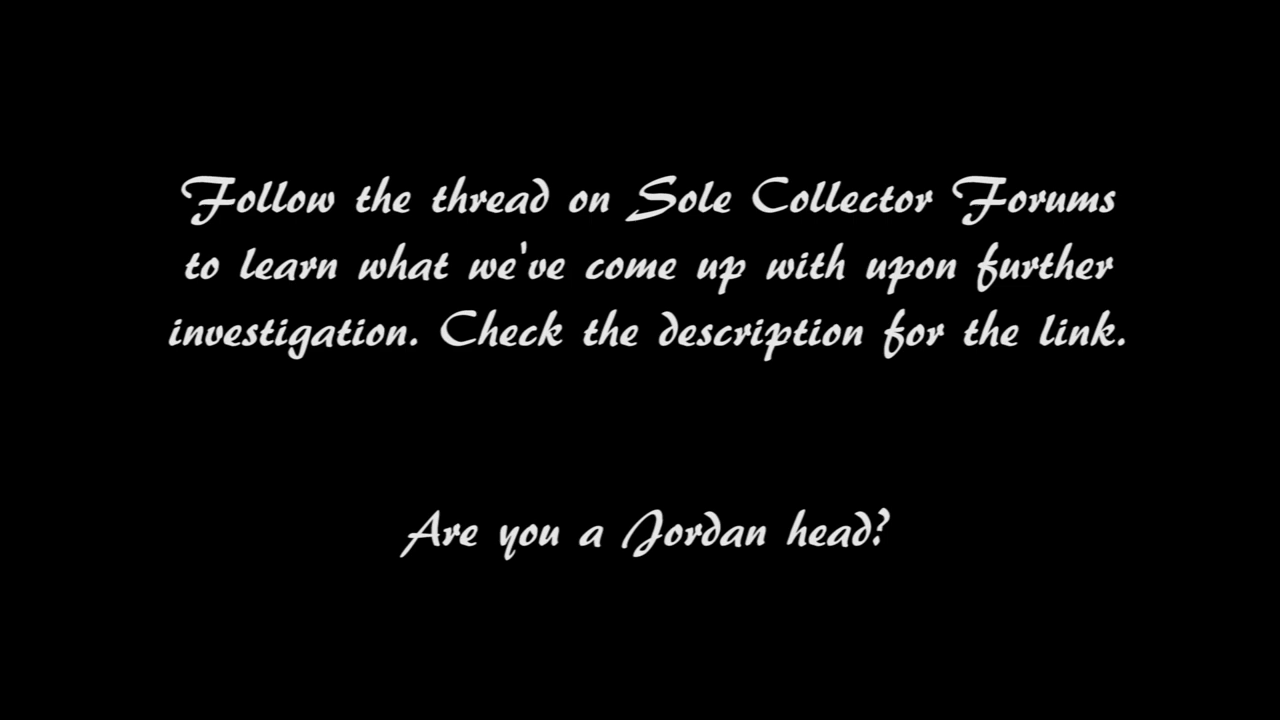 Follow the thread on Sole Collector Forums
to learn what we've come up with upon further
investigation. Check the description for the link.
Are you a Jordan head?